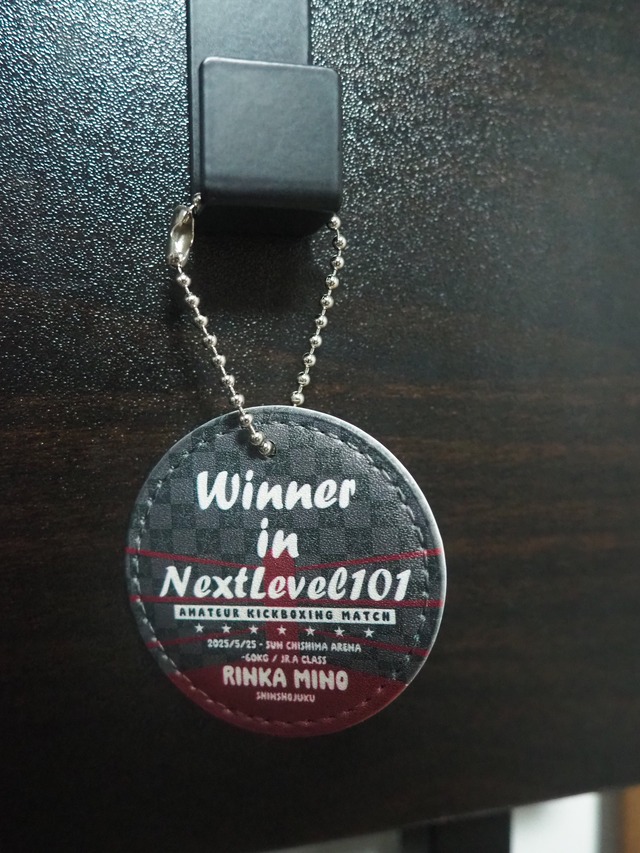 Winner
in
NextLevel101
AMATEUR KICKBOXING MATCH
2025/5/25 - SUN CHISHIMA ARENA
-60KG / JR.A CLASS
RINKA MINO
SHINSHOJUKU